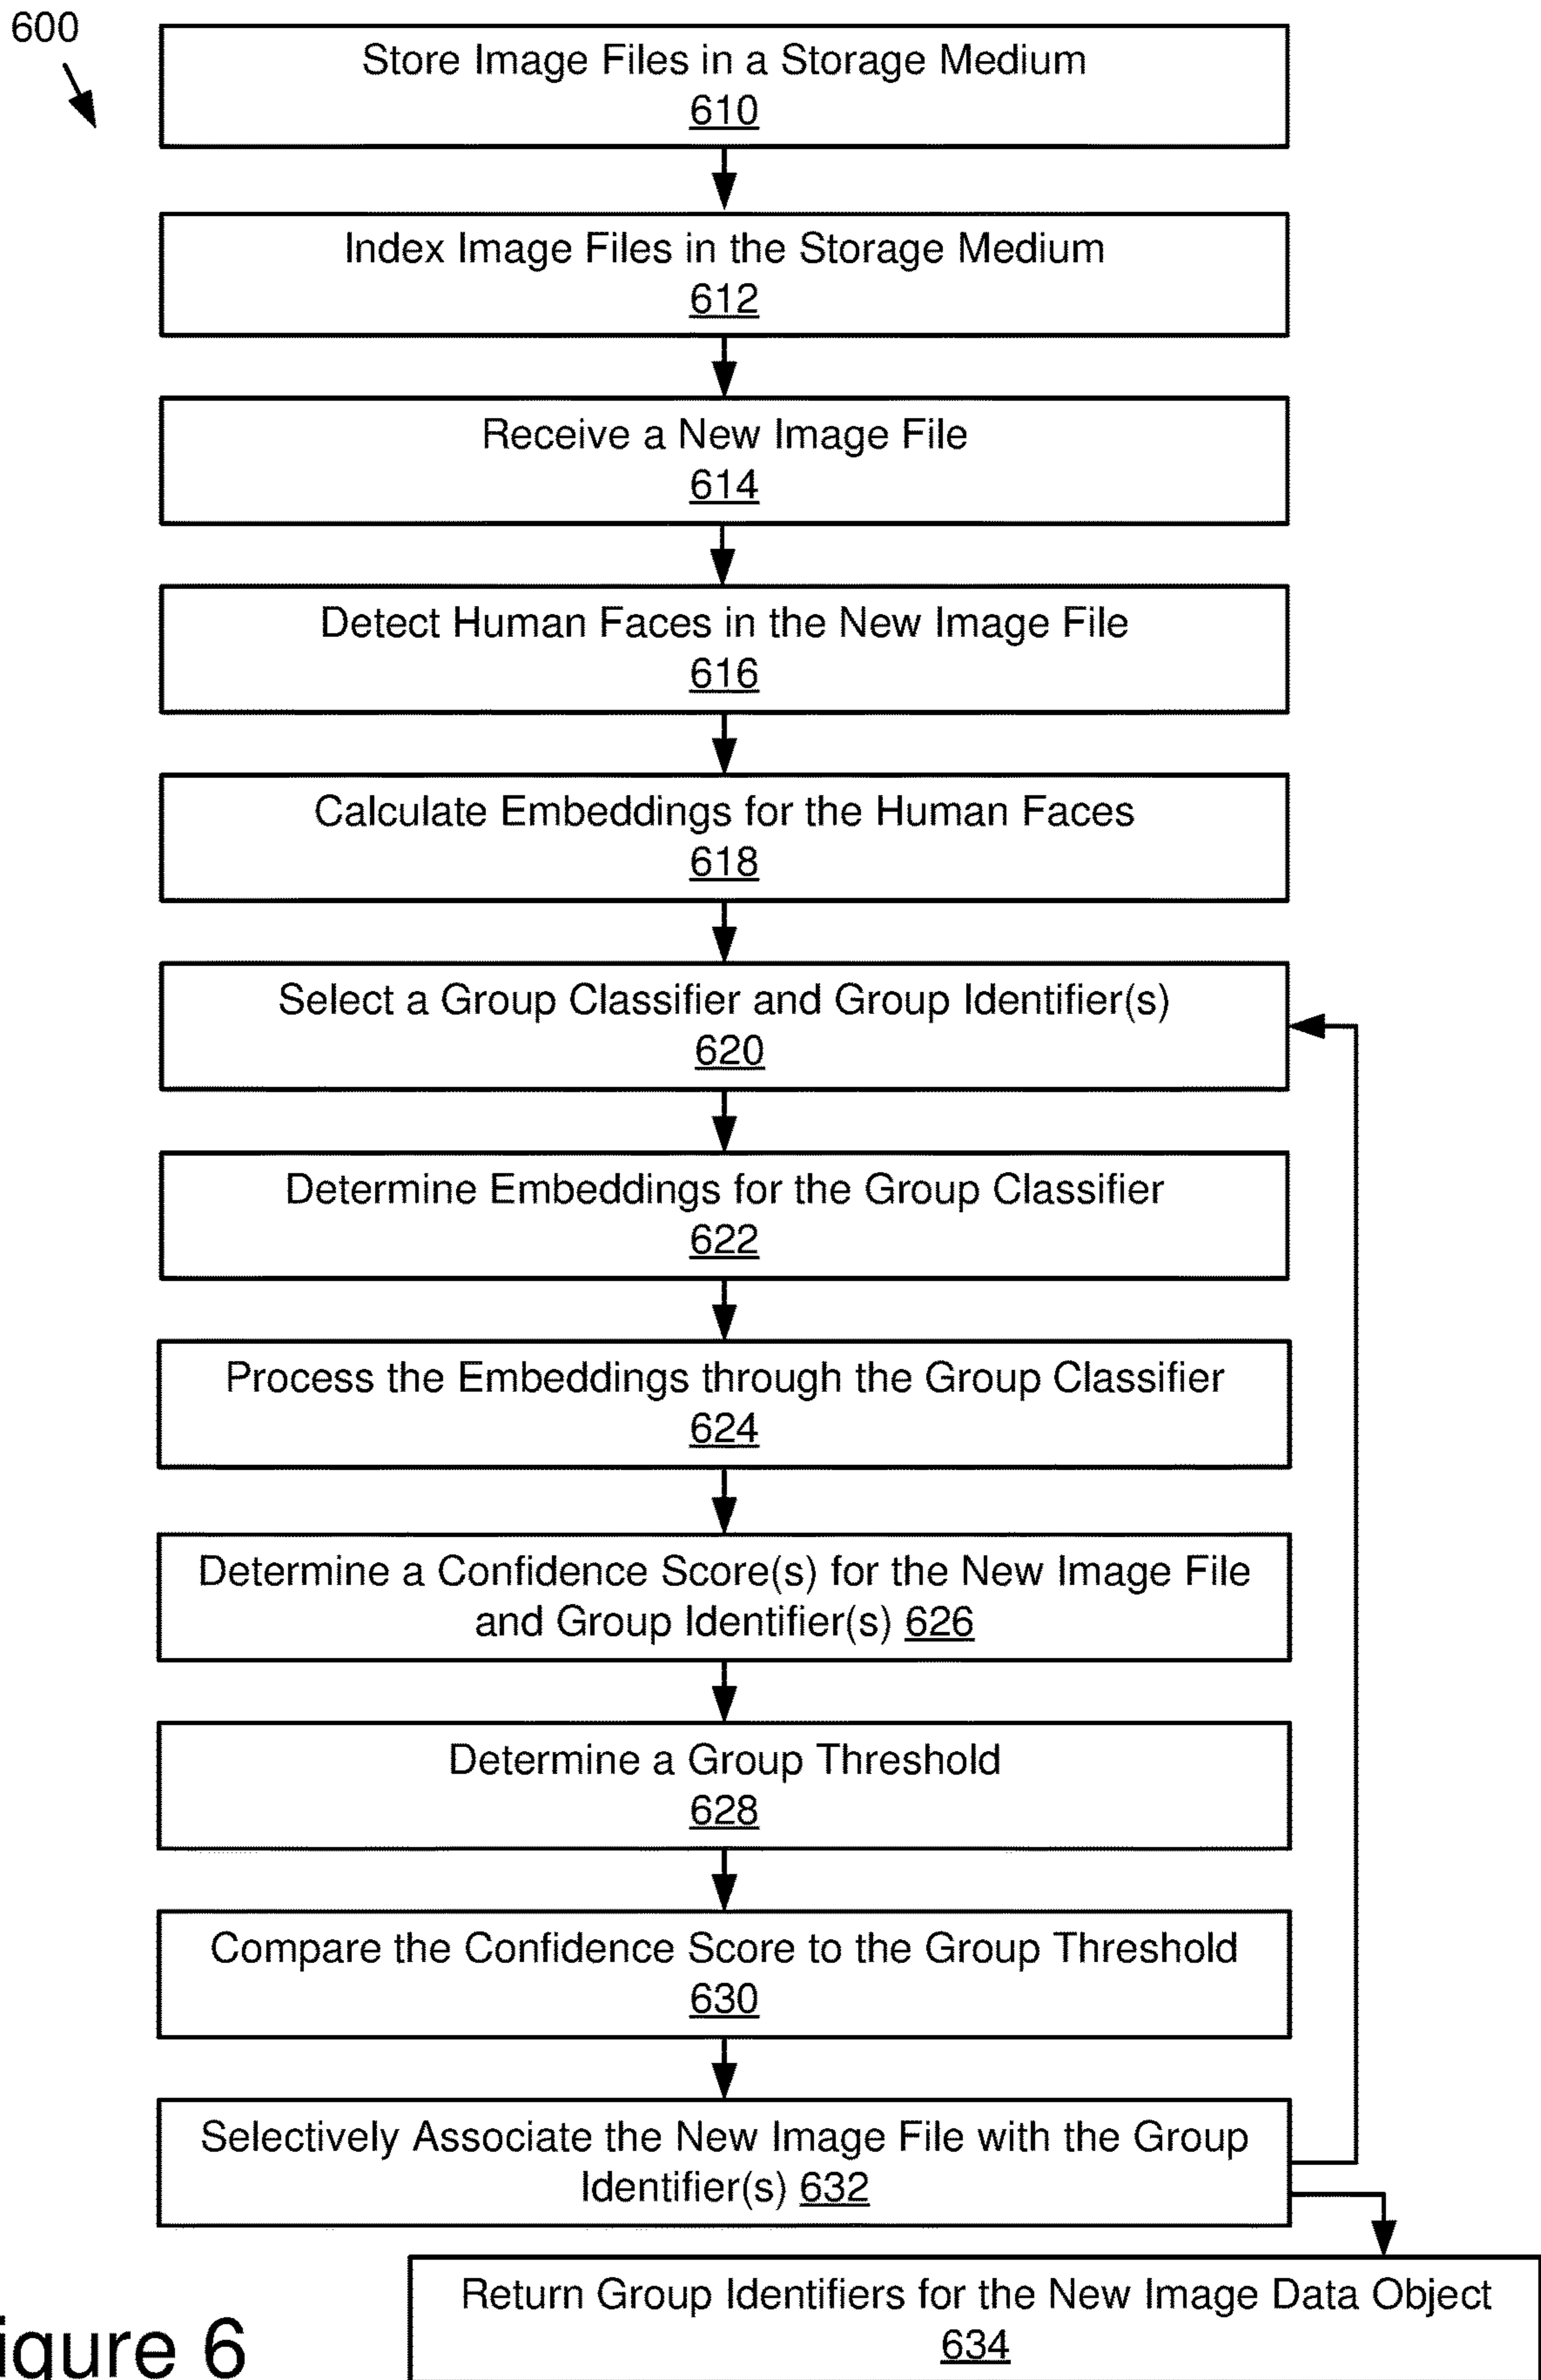 600
Store Image Files in a Storage Medium
610
Index Image Files in the Storage Medium
612
Receive a New Image File
614
Detect Human Faces in the New Image File
616
Calculate Embeddings for the Human Faces
618
Select a Group Classifier and Group Identifier(s)
620
Determine Embeddings for the Group Classifier
622
Process the Embeddings through the Group Classifier
624
Determine a Confidence Score(s) for the New Image File
and Group Identifier(s) 626
Determine a Group Threshold
628
Compare the Confidence Score to the Group Threshold
630
Selectively Associate the New Image File with the Group
Identifier(s) 632
Return Group Identifiers for the New Image Data Object
634
igure 6